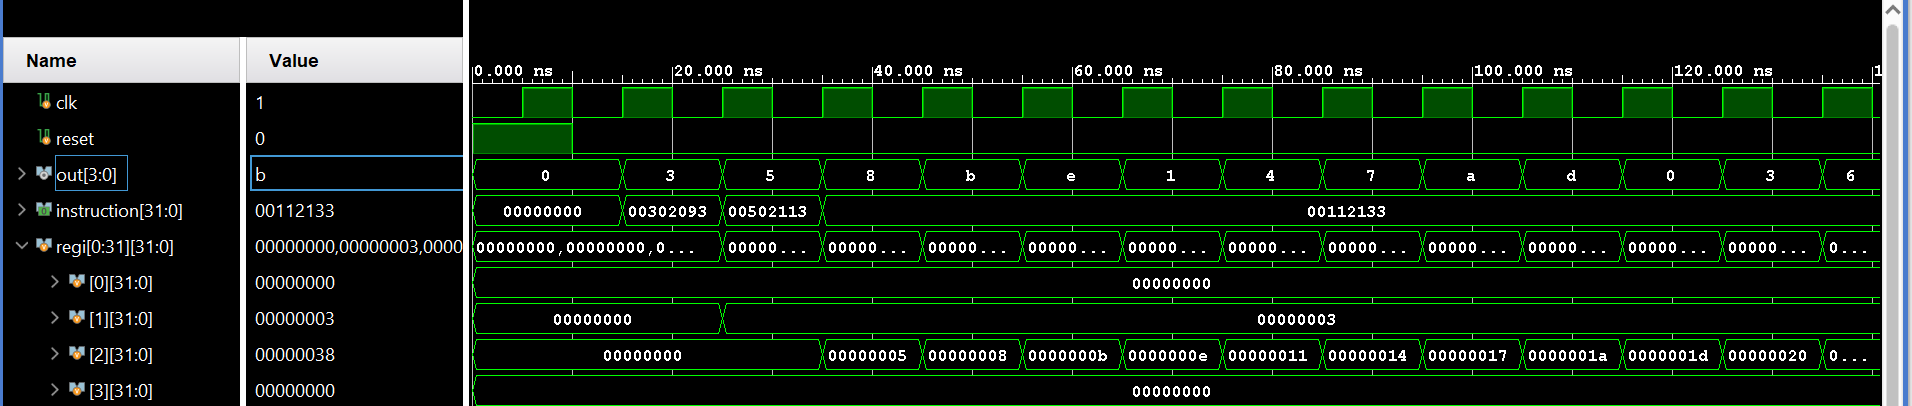 Name Value
0.000 ns 20.000 ns 40.000 ns 60.000 ns 80.000 ns 100.000 ns 120.000 ns 1
clk 1
reset 0
out[3:0] b 0 3 5 8 b e 1 4 7 a d 0 3 6
instruction[31:0] 00112133 00000000 00302093 00502113 00112133
regi[0:31][31:0] 00000000,00000003,0000 00000000,00000000,0... 00000... 00000... 00000... 00000... 00000... 00000... 00000... 00000... 00000... 00000... 00000... 0...
[0][31:0] 00000000 00000000
[1][31:0] 00000003 00000000 00000003
[2][31:0] 00000038 00000000 00000005 00000008 0000000b 0000000e 00000011 00000014 00000017 0000001a 0000001d 00000020 0...
[3][31:0] 00000000 00000000